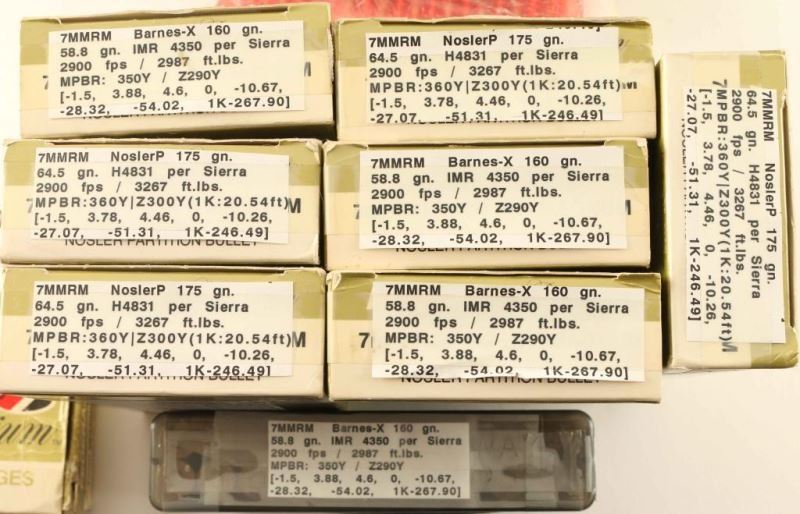 7MMRM Barnes-X 160 gn.
58.8 gn. IMR 4350 per Sierra
2900 fps / 2987 ft.lbs.
MPBR: 350Y / Z290Y
[-1.5, 3.88, 4.6, 0, -10.67,
-28.32, -54.02, 1K-267.90]
7MMRM NoslerP 175 gn.
64.5 gn. H4831 per Sierra
2900 fps / 3267 ft.lbs.
MPBR:360Y|Z300Y(1K:20.54ft)
[-1.5, 3.78, 4.46, 0, -10.26,
-27.07, -51.31, 1K-246.49]
7MMRM NoslerP 175 gn.
64.5 gn. H4831 per Sierra
2900 fps / 3267 ft.lbs.
MPBR:360Y|Z300Y(1K:20.54ft)M
[-1.5, 3.78, 4.46, 0, -10.26,
-27.07, -51.31, 1K-246.49]
NOSLER PARTITION BULLET
7MMRM Barnes-X 160 gn.
58.8 gn. IMR 4350 per Sierra
2900 fps / 2987 ft.lbs.
MPBR: 350Y / Z290Y
[-1.5, 3.88, 4.6, 0, -10.67,
-28.32, -54.02, 1K-267.90]
7MMRM NoslerP 175 gn.
64.5 gn. H4831 per Sierra
2900 fps / 3267 ft.lbs.
7MPBR:360Y|Z300Y(1K:20.54ft)M
[-1.5, 3.78, 4.46, 0, -10.26,
-27.07, -51.31, 1K-246.49]
7MMRM NoslerP 175 gn.
64.5 gn. H4831 per Sierra
2900 fps / 3267 ft.lbs.
MPBR:360Y|Z300Y(1K:20.54ft)M
[-1.5, 3.78, 4.46, 0, -10.26,
-27.07, -51.31, 1K-246.49]
NOSLER PARTITION BULLET
7MMRM Barnes-X 160 gn.
58.8 gn. IMR 4350 per Sierra
2900 fps / 2987 ft.lbs.
7 MPBR: 350Y / Z290Y
[-1.5, 3.88, 4.6, 0, -10.67,
-28.32, -54.02, 1K-267.90]
7MMRM Barnes-X 160 gn.
58.8 gn. IMR 4350 per Sierra
2900 fps / 2987 ft.lbs.
MPBR: 350Y / Z290Y
[-1.5, 3.88, 4.6, 0, -10.67,
-28.32, -54.02, 1K-267.90]